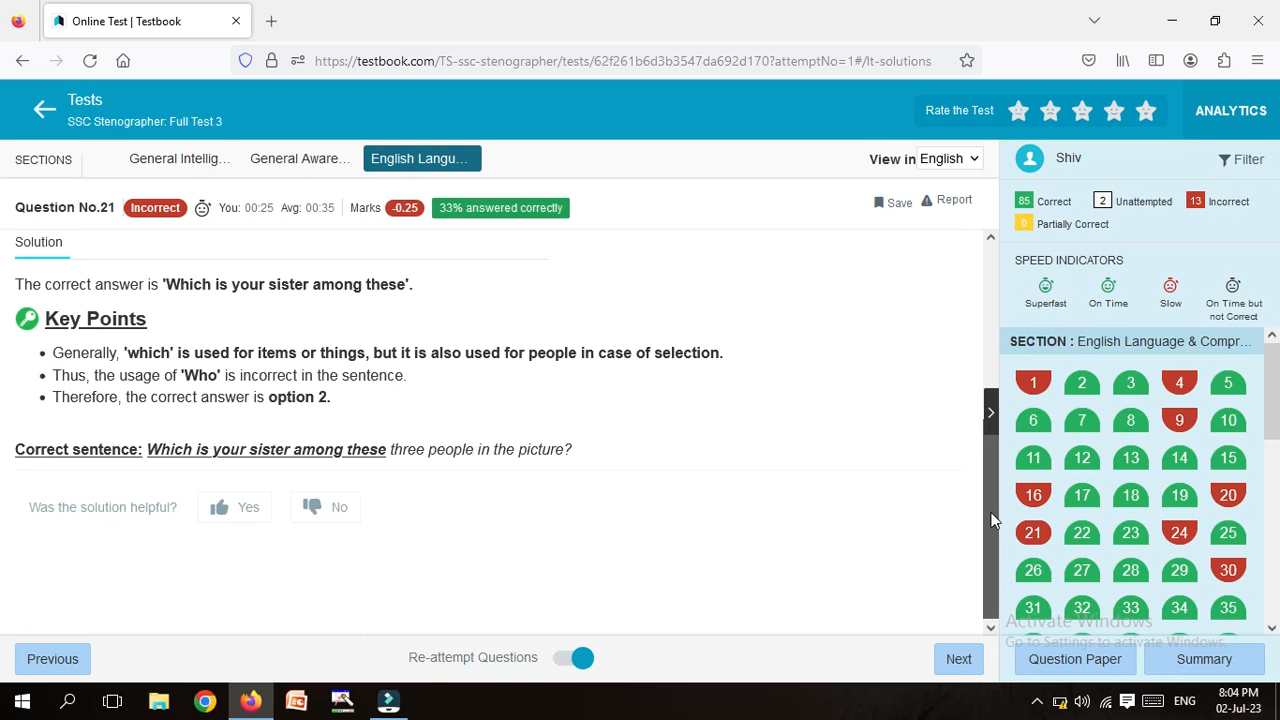 Online Test | Testbook
https://testbook.com/TS-ssc-stenographer/tests/62f261b6d3b3547da692d170?attemptNo=1#/lt-solutions
Tests
SSC Stenographer: Full Test 3
Rate the Test
ANALYTICS
SECTIONS
General Intellig...
General Aware...
English Langu...
View in English
Shiv
Filter
Question No.21 Incorrect You: 00:25 Avg: 00:35 Marks -0.25 33% answered correctly
Save
Report
85 Correct
2 Unattempted
13 Incorrect
0 Partially Correct
Solution
The correct answer is 'Which is your sister among these'.
Key Points
Generally, 'which' is used for items or things, but it is also used for people in case of selection.
Thus, the usage of 'Who' is incorrect in the sentence.
Therefore, the correct answer is option 2.
Correct sentence: Which is your sister among these three people in the picture?
Was the solution helpful? Yes No
SPEED INDICATORS
Superfast
On Time
Slow
On Time but
not Correct
SECTION : English Language & Compr...
1 2 3 4 5
6 7 8 9 10
11 12 13 14 15
16 17 18 19 20
21 22 23 24 25
26 27 28 29 30
31 32 33 34 35
Activate Windows
Go to Settings to activate Windows.
Previous
Re-attempt Questions
Next
Question Paper
Summary
ENG
8:04 PM
02-Jul-23